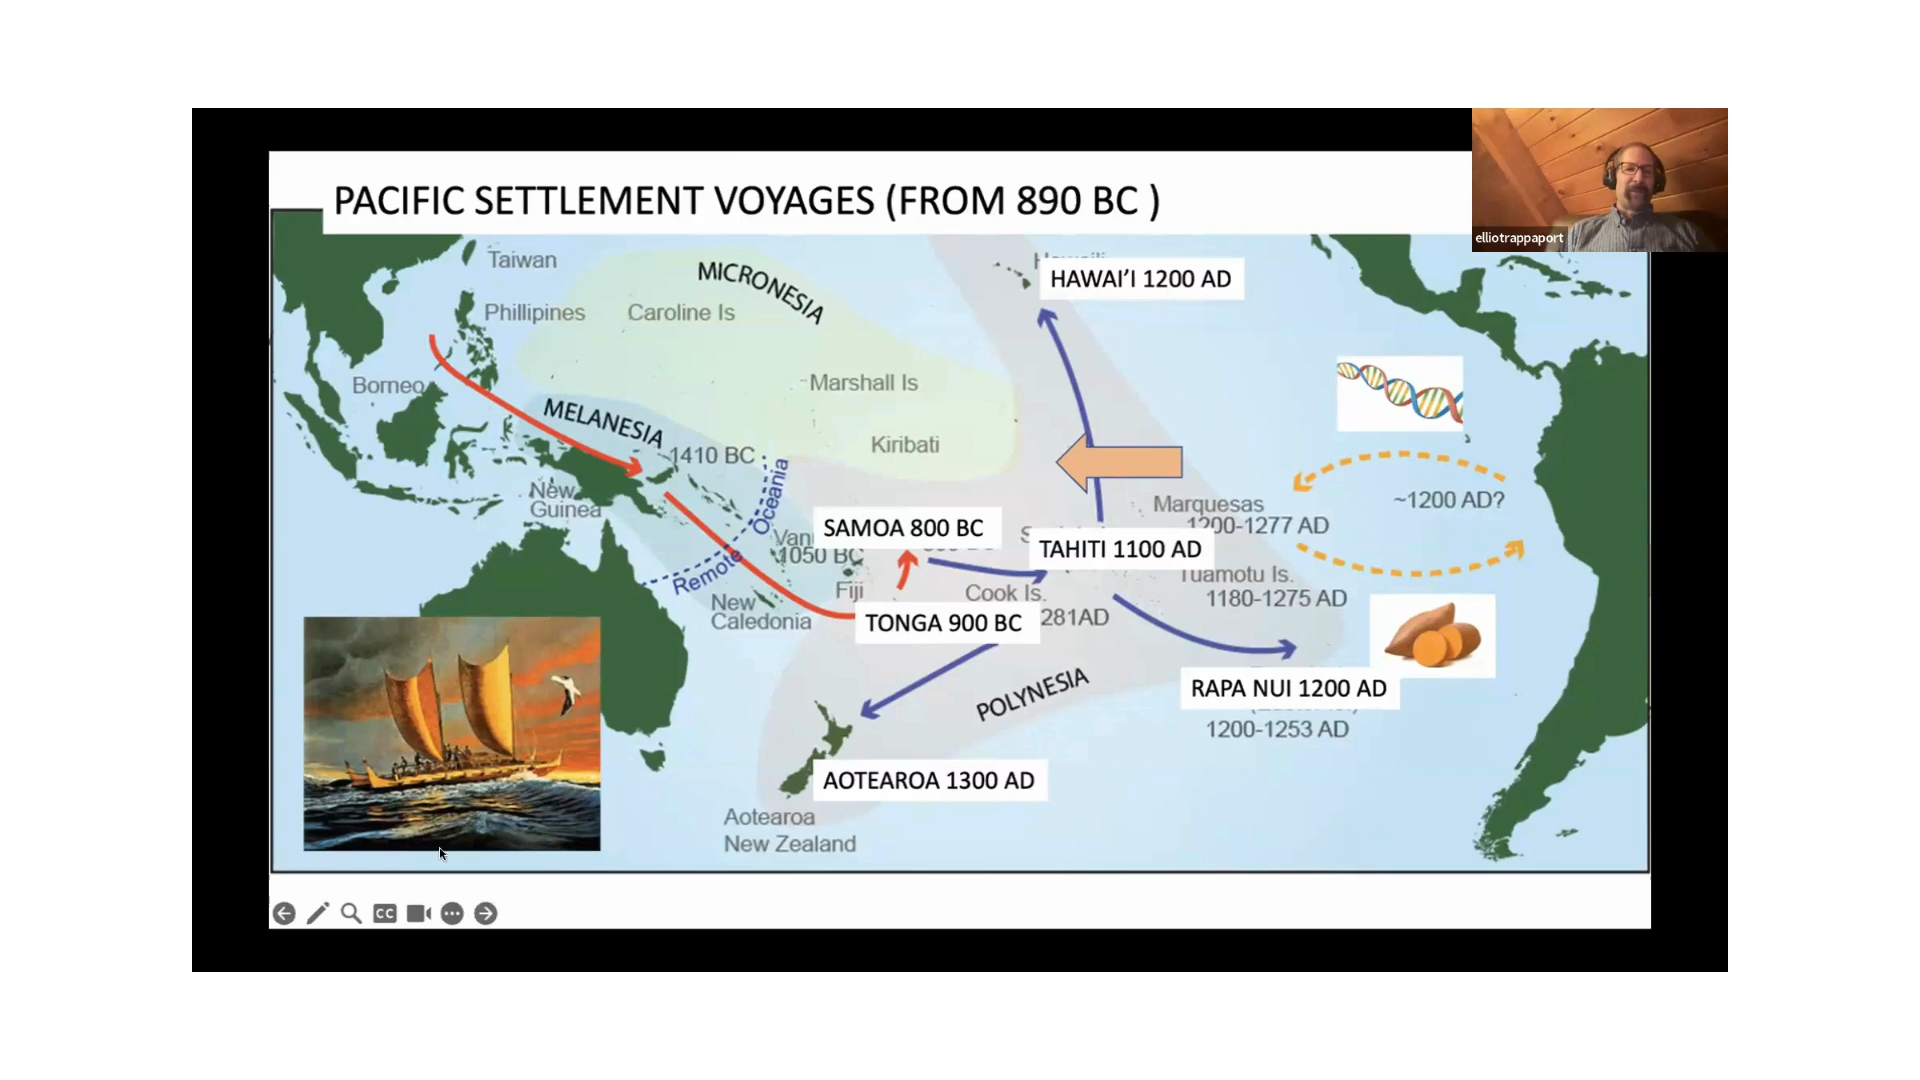 PACIFIC SETTLEMENT VOYAGES (FROM 890 BC )
elliotrappaport
Taiwan
MICRONESIA
HAWAI’I 1200 AD
Phillipines
Caroline Is
Borneo
Marshall Is
MELANESIA
1410 BC
Kiribati
New
Guinea
Remote Oceania
Marquesas
1200-1277 AD
~1200 AD?
SAMOA 800 BC
1050 BC
TAHITI 1100 AD
Fiji
Cook Is.
Tuamotu Is.
1180-1275 AD
New
Caledonia
TONGA 900 BC
281AD
POLYNESIA
RAPA NUI 1200 AD
1200-1253 AD
AOTEAROA 1300 AD
Aotearoa
New Zealand
CC